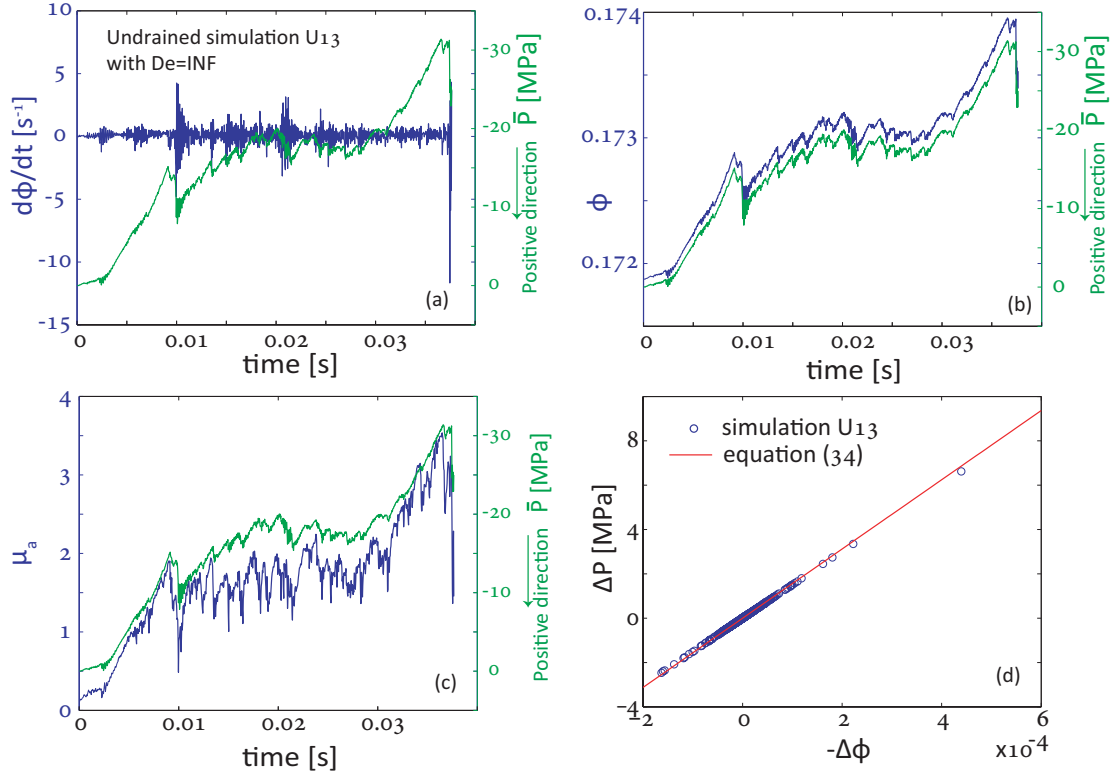 Undrained simulation U13
with De=INF
10
5
0
-5
-10
-15
dϕ/dt [s⁻¹]
0
0.01
0.02
0.03
time [s]
-30
-20
-10
0
Positive direction P̄ [MPa]
(a)
0.174
0.173
0.172
ϕ
0
0.01
0.02
0.03
time [s]
-30
-20
-10
0
Positive direction P̄ [MPa]
(b)
4
3
2
1
0
μₐ
0
0.01
0.02
0.03
time [s]
-30
-20
-10
0
Positive direction P̄ [MPa]
(c)
simulation U13
equation (34)
8
4
0
−4
ΔP [MPa]
−2
0
2
4
6
-Δϕ
x10⁻⁴
(d)